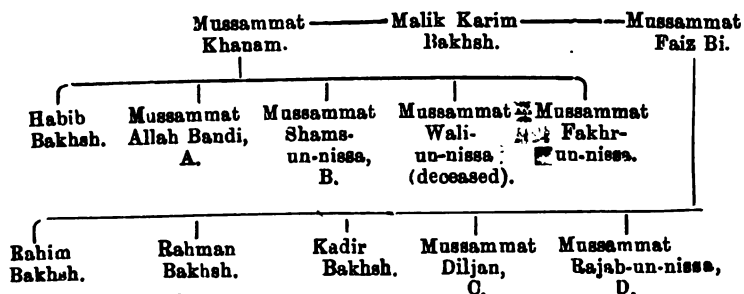 Mussammat Khanam. Malik Karim Bakhsh. Mussammat Faiz Bi.
Habib Bakhsh.
Mussammat Allah Bandi, A.
Mussammat Shams-un-nissa, B.
Mussammat Wali-un-nissa (deceased).
Mussammat Fakhr-un-nissa.
Rahim Bakhsh.
Rahman Bakhsh.
Kadir Bakhsh.
Mussammat Diljan, C.
Mussammat Rajab-un-nissa, D.